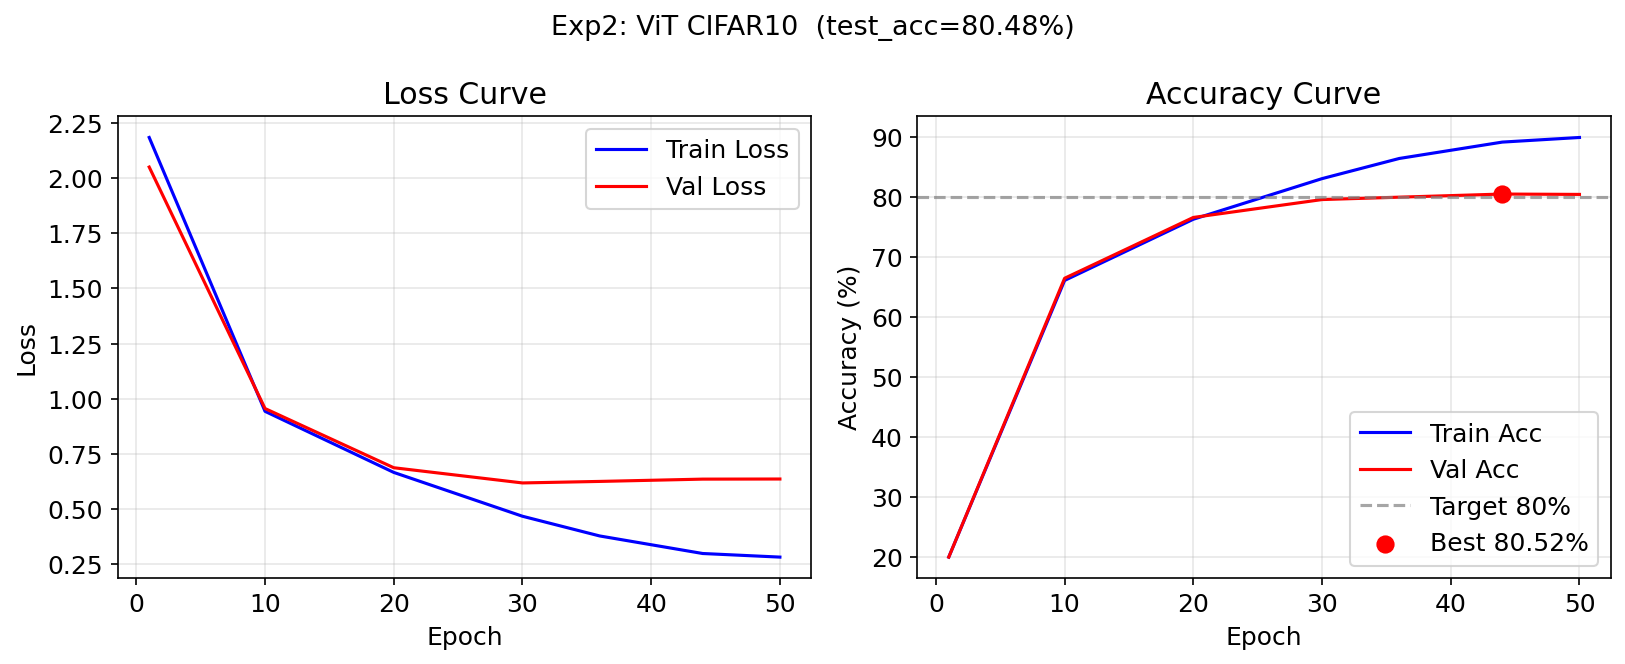 Exp2: ViT CIFAR10  (test_acc=80.48%)
Loss Curve
2.25
2.00
1.75
1.50
1.25
1.00
0.75
0.50
0.25
Loss
0 10 20 30 40 50
Epoch
Train Loss
Val Loss
Accuracy Curve
90
80
70
60
50
40
30
20
Accuracy (%)
0 10 20 30 40 50
Epoch
Train Acc
Val Acc
Target 80%
Best 80.52%